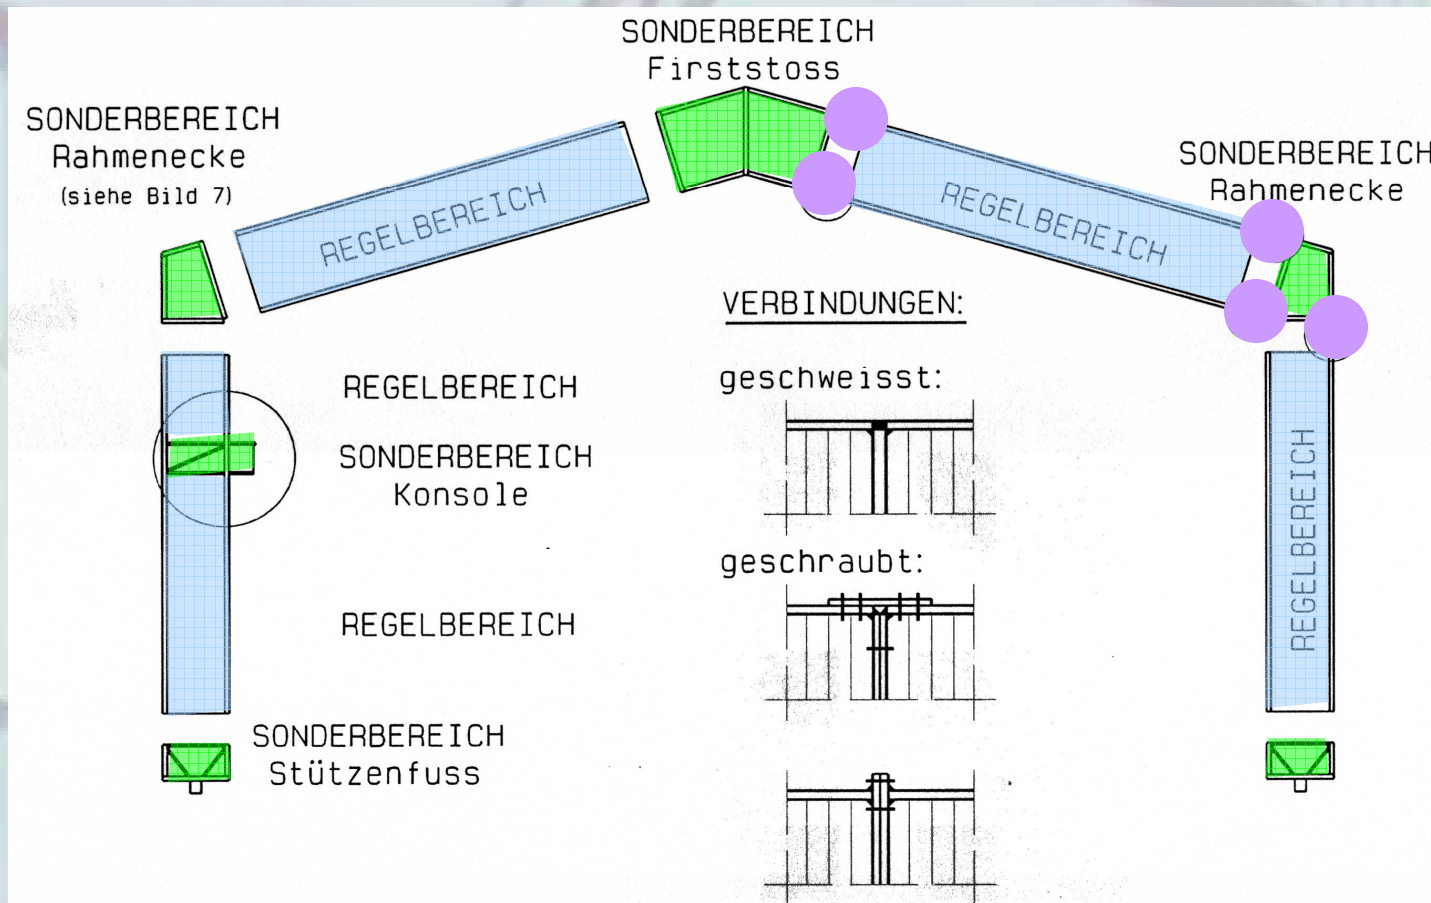 SONDERBEREICH
Firststoss
SONDERBEREICH
Rahmenecke
(siehe Bild 7)
SONDERBEREICH
Rahmenecke
REGELBEREICH
REGELBEREICH
VERBINDUNGEN:
REGELBEREICH
geschweisst:
SONDERBEREICH
Konsole
REGELBEREICH
geschraubt:
REGELBEREICH
SONDERBEREICH
Stützenfuss